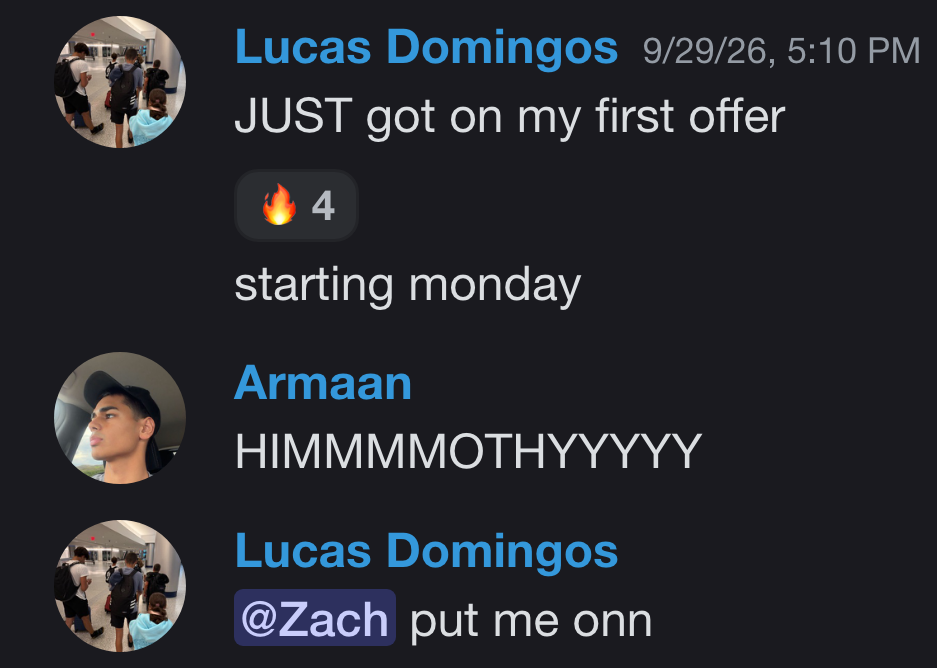 Lucas Domingos 9/29/26, 5:10 PM
JUST got on my first offer
🔥 4
starting monday
Armaan
HIMMMMOTHYYYYY
Lucas Domingos
@Zach put me onn